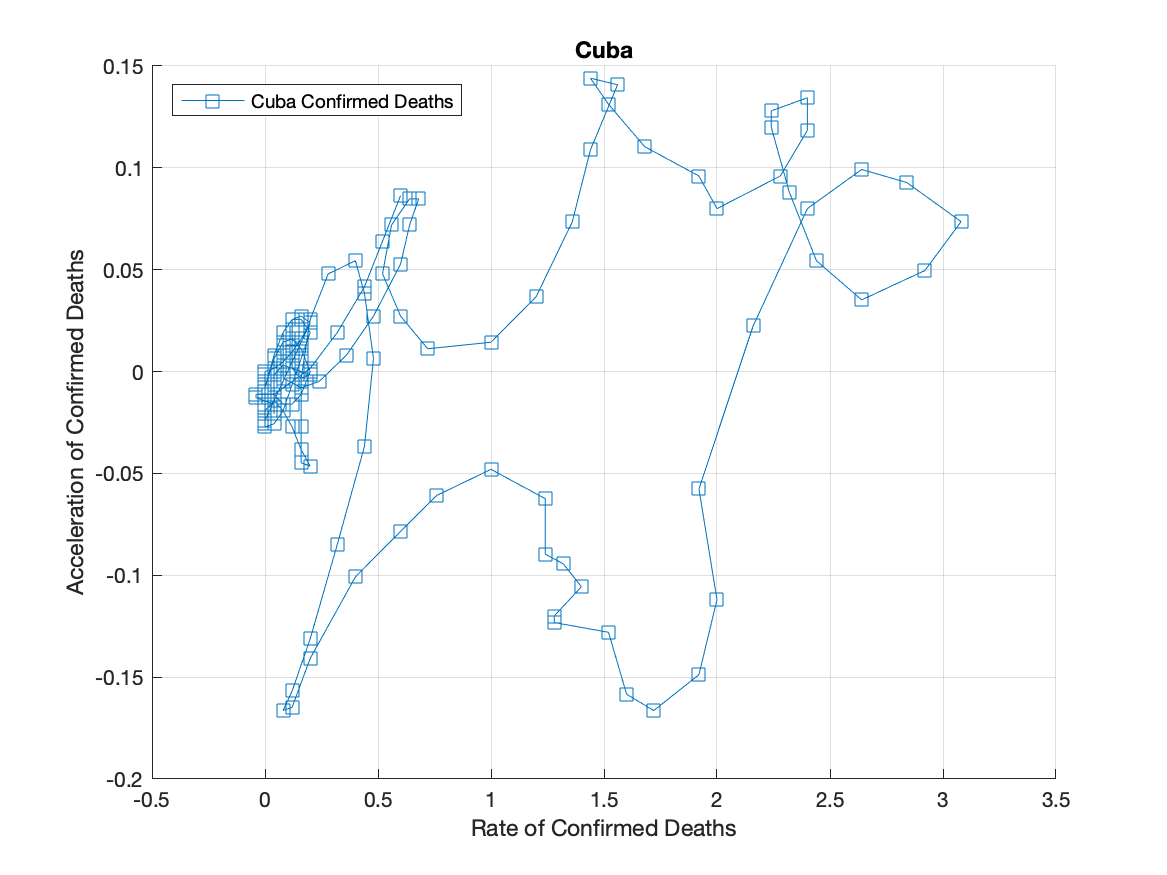 Cuba
0.15
Cuba Confirmed Deaths
0.1
0.05
0
-0.05
-0.1
-0.15
-0.2
Acceleration of Confirmed Deaths
-0.5 0 0.5 1 1.5 2 2.5 3 3.5
Rate of Confirmed Deaths